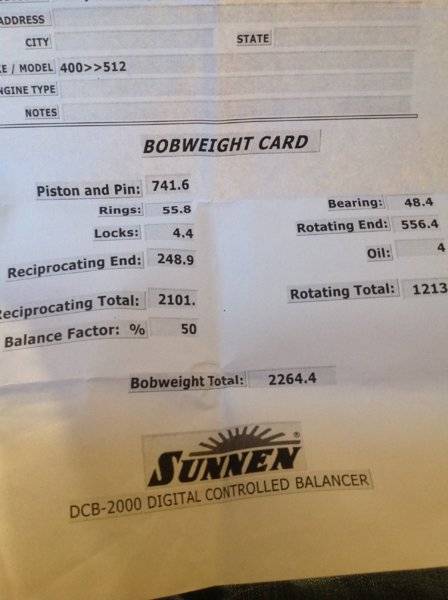 ADDRESS
CITY STATE
E / MODEL 400>>512
NGINE TYPE
NOTES
BOBWEIGHT CARD
Piston and Pin: 741.6
Rings: 55.8 Bearing: 48.4
Locks: 4.4 Rotating End: 556.4
Reciprocating End: 248.9 Oil: 4
Reciprocating Total: 2101. Rotating Total: 1213
Balance Factor: % 50
Bobweight Total: 2264.4
SUNNEN®
DCB-2000 DIGITAL CONTROLLED BALANCER